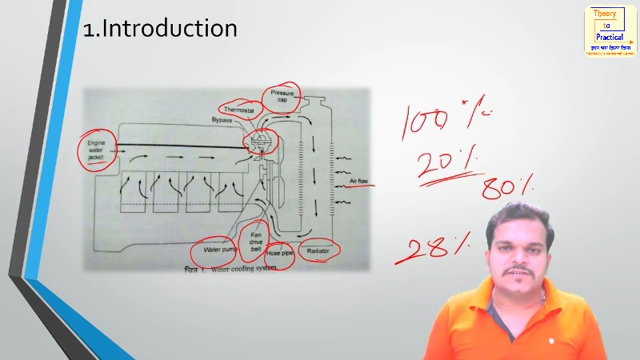 1.Introduction
Theory
to
Practical
Pressure
cap
Thermostat
Bypass
Engine
water
jacket
Air flow
Water pump
Fan
drive
belt
Hose pipe
Radiator
Water cooling system
100%
20%
80%
28%